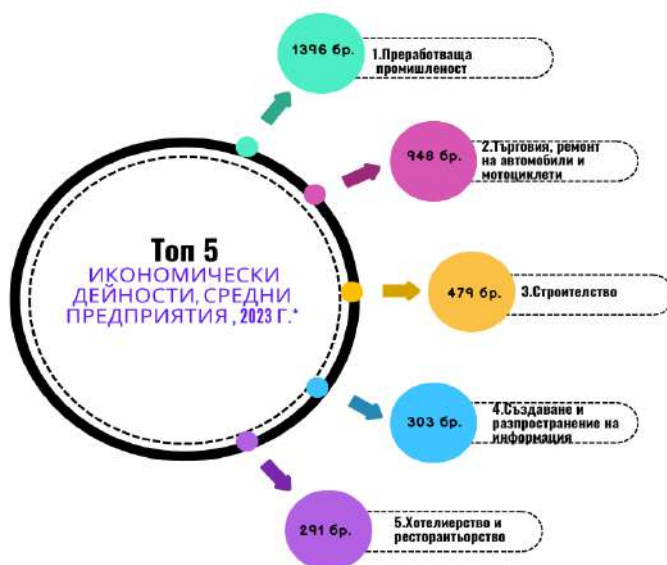 Топ 5
ИКОНОМИЧЕСКИ
ДЕЙНОСТИ, СРЕДНИ
ПРЕДПРИЯТИЯ , 2023 Г.*
1396 бр.
1.Преработваща
промишленост
948 бр.
2.Търговия, ремонт
на автомобили и
мотоциклети
479 бр.
3.Строителство
303 бр.
4.Създаване и
разпространение на
информация
291 бр.
5.Хотелиерство и
ресторантьорство